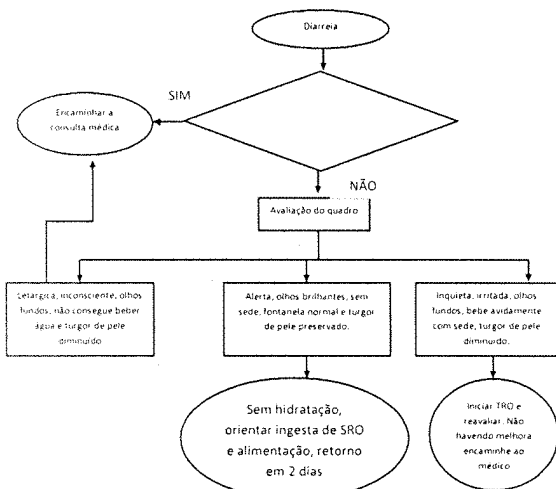 Diarreia
SIM
Encaminhar a
consulta médica
NÃO
Avaliação do quadro
Letárgica, inconsciente, olhos
fundos, não consegue beber
água e turgor de pele
diminuído
Alerta, olhos brilhantes, sem
sede, fontanela normal e turgor
de pele preservado.
Inquieta, irritada, olhos
fundos, bebe avidamente
com sede, turgor de pele
diminuído.
Sem hidratação,
orientar ingesta de SRO
e alimentação, retorno
em 2 dias
Iniciar TRO e
reavaliar. Não
havendo melhora
encaminhe ao
médico